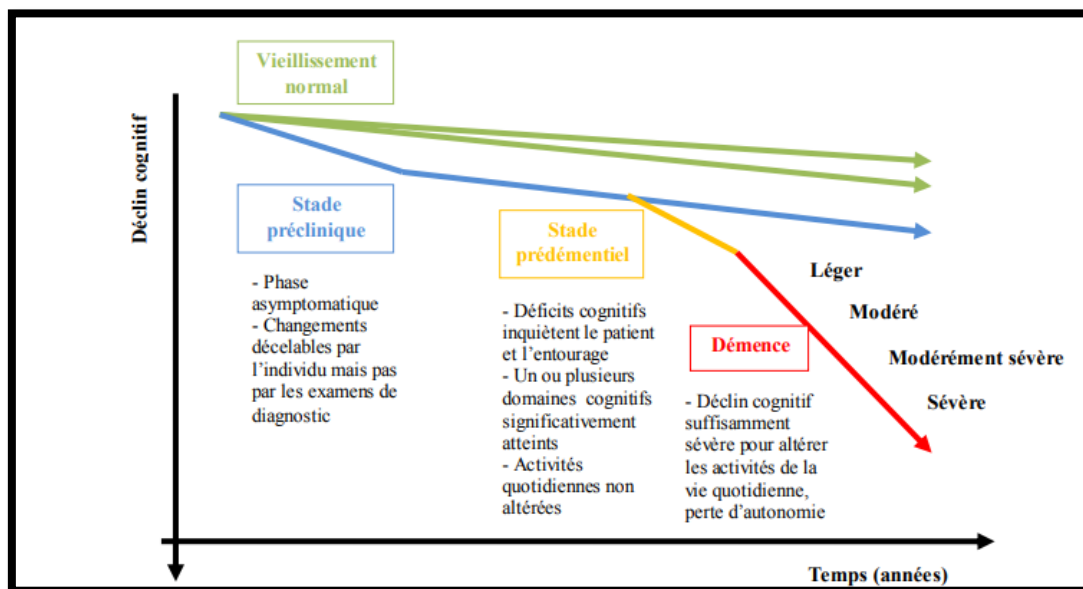 Vieillissement
normal
Déclin cognitif
Stade
préclinique
- Phase
asymptomatique
- Changements
décelables par
l'individu mais pas
par les examens de
diagnostic
Stade
prédémentiel
- Déficits cognitifs
inquiètent le patient
et l'entourage
- Un ou plusieurs
domaines cognitifs
significativement
atteints
- Activités
quotidiennes non
altérées
Démence
- Déclin cognitif
suffisamment
sévère pour altérer
les activités de la
vie quotidienne,
perte d'autonomie
Léger
Modéré
Modérément sévère
Sévère
Temps (années)